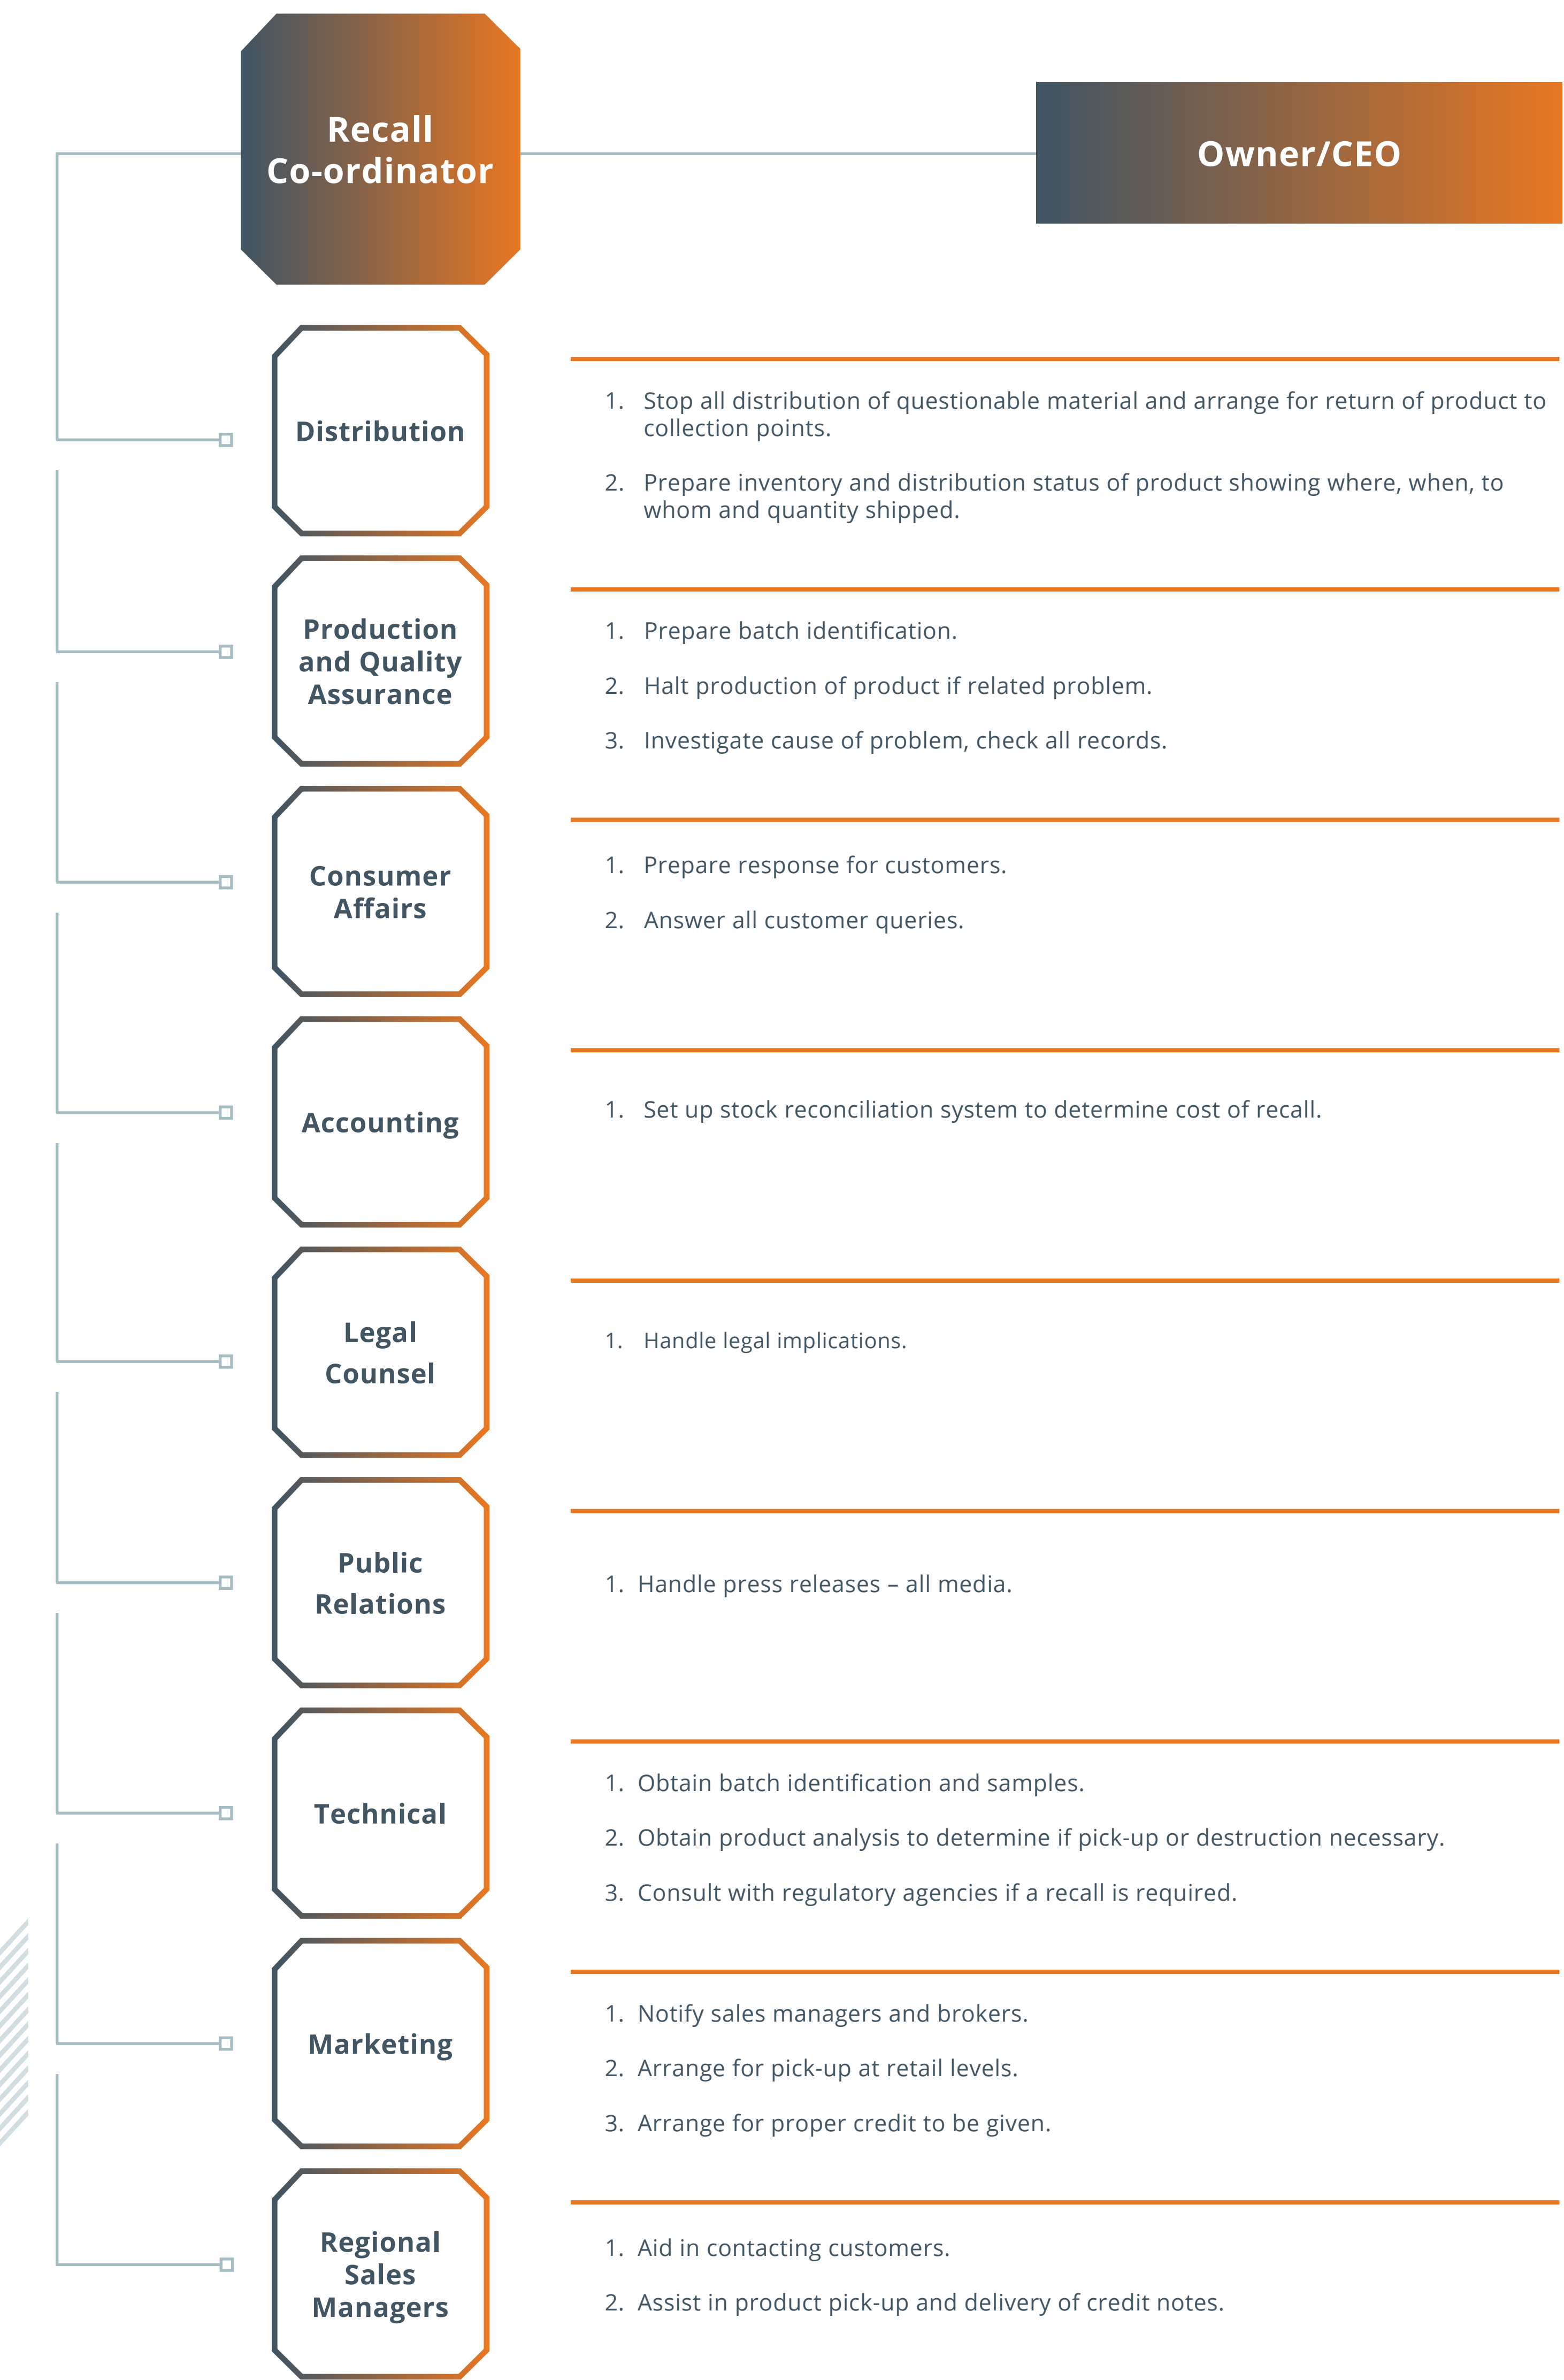 Recall
Co-ordinator
Owner/CEO
Distribution
1. Stop all distribution of questionable material and arrange for return of product to
collection points.
2. Prepare inventory and distribution status of product showing where, when, to
whom and quantity shipped.
Production
and Quality
Assurance
1. Prepare batch identification.
2. Halt production of product if related problem.
3. Investigate cause of problem, check all records.
Consumer
Affairs
1. Prepare response for customers.
2. Answer all customer queries.
Accounting
1. Set up stock reconciliation system to determine cost of recall.
Legal
Counsel
1. Handle legal implications.
Public
Relations
1. Handle press releases – all media.
Technical
1. Obtain batch identification and samples.
2. Obtain product analysis to determine if pick-up or destruction necessary.
3. Consult with regulatory agencies if a recall is required.
Marketing
1. Notify sales managers and brokers.
2. Arrange for pick-up at retail levels.
3. Arrange for proper credit to be given.
Regional
Sales
Managers
1. Aid in contacting customers.
2. Assist in product pick-up and delivery of credit notes.